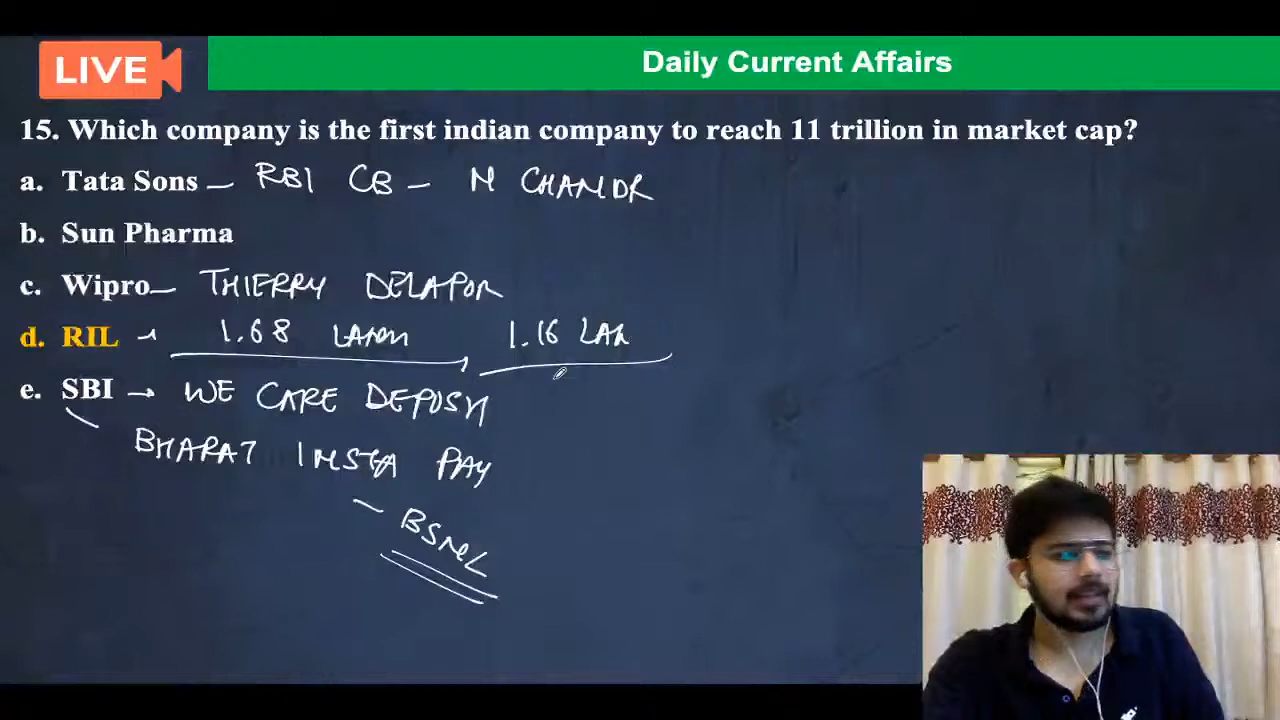 LIVE
Daily Current Affairs
15. Which company is the first indian company to reach 11 trillion in market cap?
a. Tata Sons – RBI CB – N CHANDR
b. Sun Pharma
c. Wipro – THIERRY DELAPOR
d. RIL 1.68 1.16
e. SBI → WE CARE DEPOSIT
BHARAT INSTA PAY
– BSNL